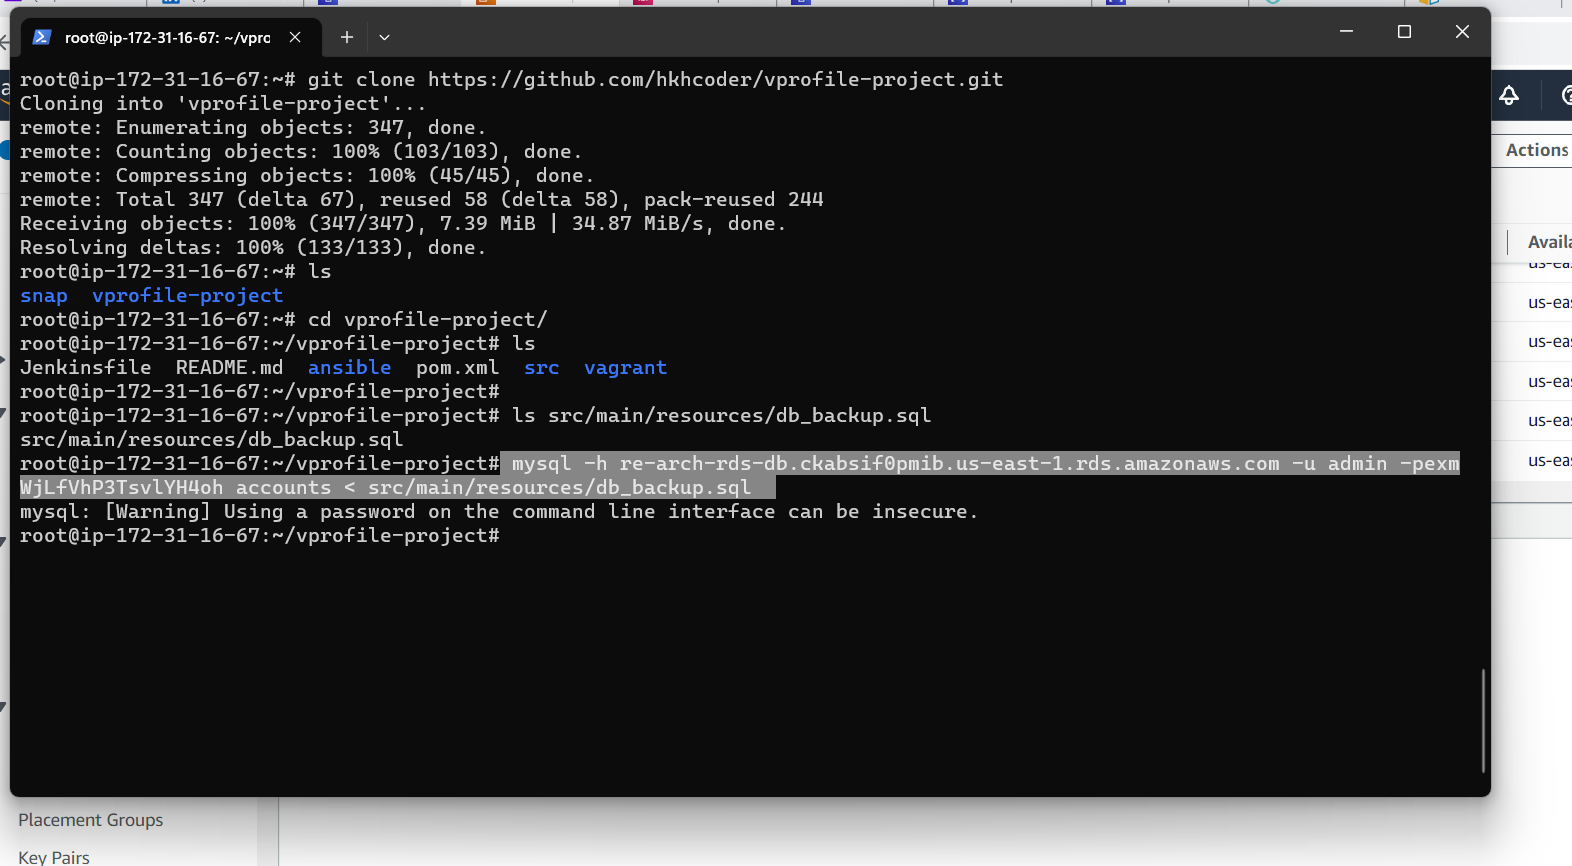 root@ip-172-31-16-67: ~/vpro
root@ip-172-31-16-67:~# git clone https://github.com/hkhcoder/vprofile-project.git
Cloning into 'vprofile-project'...
remote: Enumerating objects: 347, done.
remote: Counting objects: 100% (103/103), done.
remote: Compressing objects: 100% (45/45), done.
remote: Total 347 (delta 67), reused 58 (delta 58), pack-reused 244
Receiving objects: 100% (347/347), 7.39 MiB | 34.87 MiB/s, done.
Resolving deltas: 100% (133/133), done.
root@ip-172-31-16-67:~# ls
snap  vprofile-project
root@ip-172-31-16-67:~# cd vprofile-project/
root@ip-172-31-16-67:~/vprofile-project# ls
Jenkinsfile  README.md  ansible  pom.xml  src  vagrant
root@ip-172-31-16-67:~/vprofile-project#
root@ip-172-31-16-67:~/vprofile-project# ls src/main/resources/db_backup.sql
src/main/resources/db_backup.sql
root@ip-172-31-16-67:~/vprofile-project# mysql -h re-arch-rds-db.ckabsif0pmib.us-east-1.rds.amazonaws.com -u admin -pexm
WjLfVhP3TsvlYH4oh accounts < src/main/resources/db_backup.sql
mysql: [Warning] Using a password on the command line interface can be insecure.
root@ip-172-31-16-67:~/vprofile-project#
Actions
Availa
us-eas
us-eas
us-eas
us-eas
us-eas
Placement Groups
Key Pairs